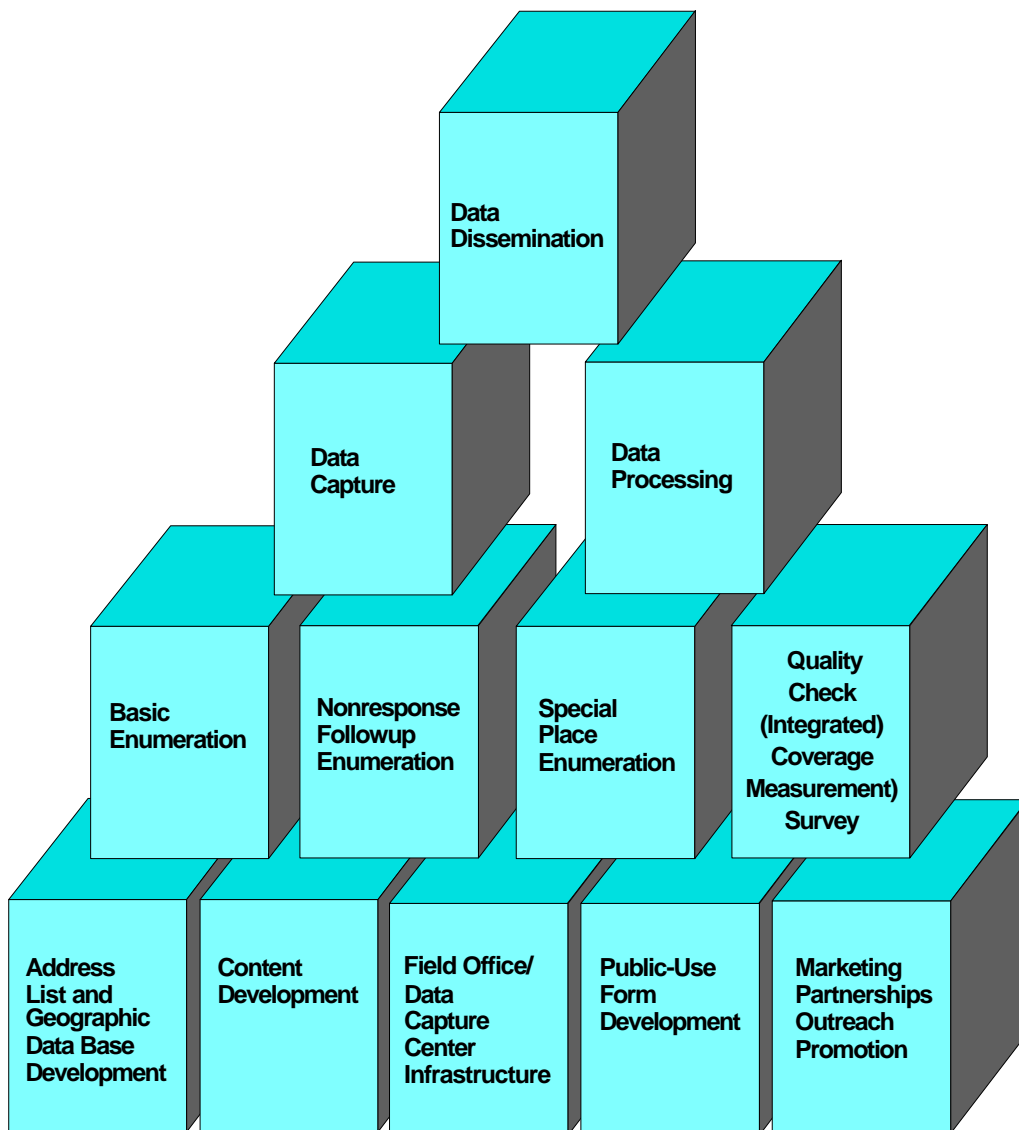 Data
Dissemination
Data
Capture
Data
Processing
Basic
Enumeration
Nonresponse
Followup
Enumeration
Special
Place
Enumeration
Quality
Check
(Integrated)
Coverage
Measurement)
Survey
Address
List and
Geographic
Data Base
Development
Content
Development
Field Office/
Data
Capture
Center
Infrastructure
Public-Use
Form
Development
Marketing
Partnerships
Outreach
Promotion